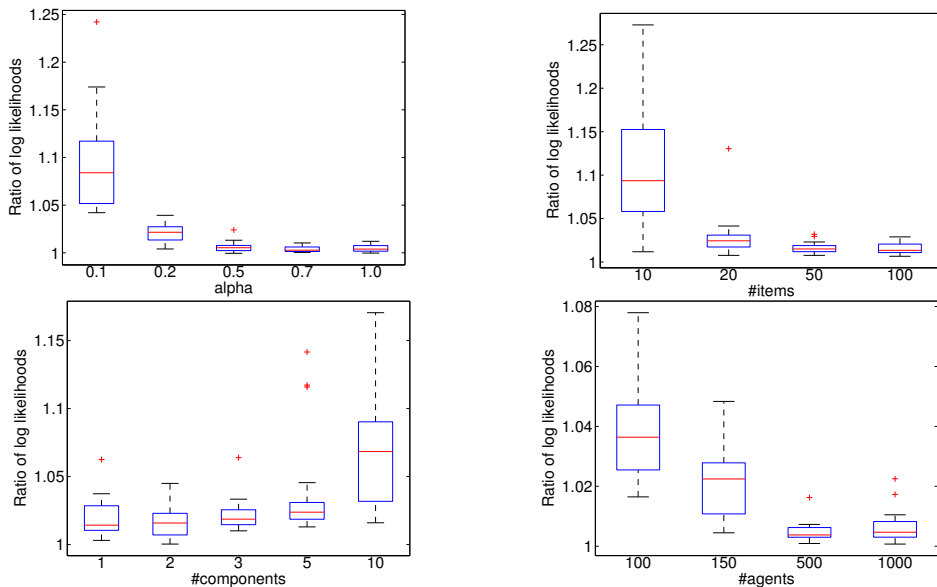 Ratio of log likelihoods
1.25
1.2
1.15
1.1
1.05
1
0.1 0.2 0.5 0.7 1.0
alpha
Ratio of log likelihoods
1.25
1.2
1.15
1.1
1.05
1
10 20 50 100
#items
Ratio of log likelihoods
1.15
1.1
1.05
1
1 2 3 5 10
#components
Ratio of log likelihoods
1.08
1.06
1.04
1.02
1
100 150 500 1000
#agents